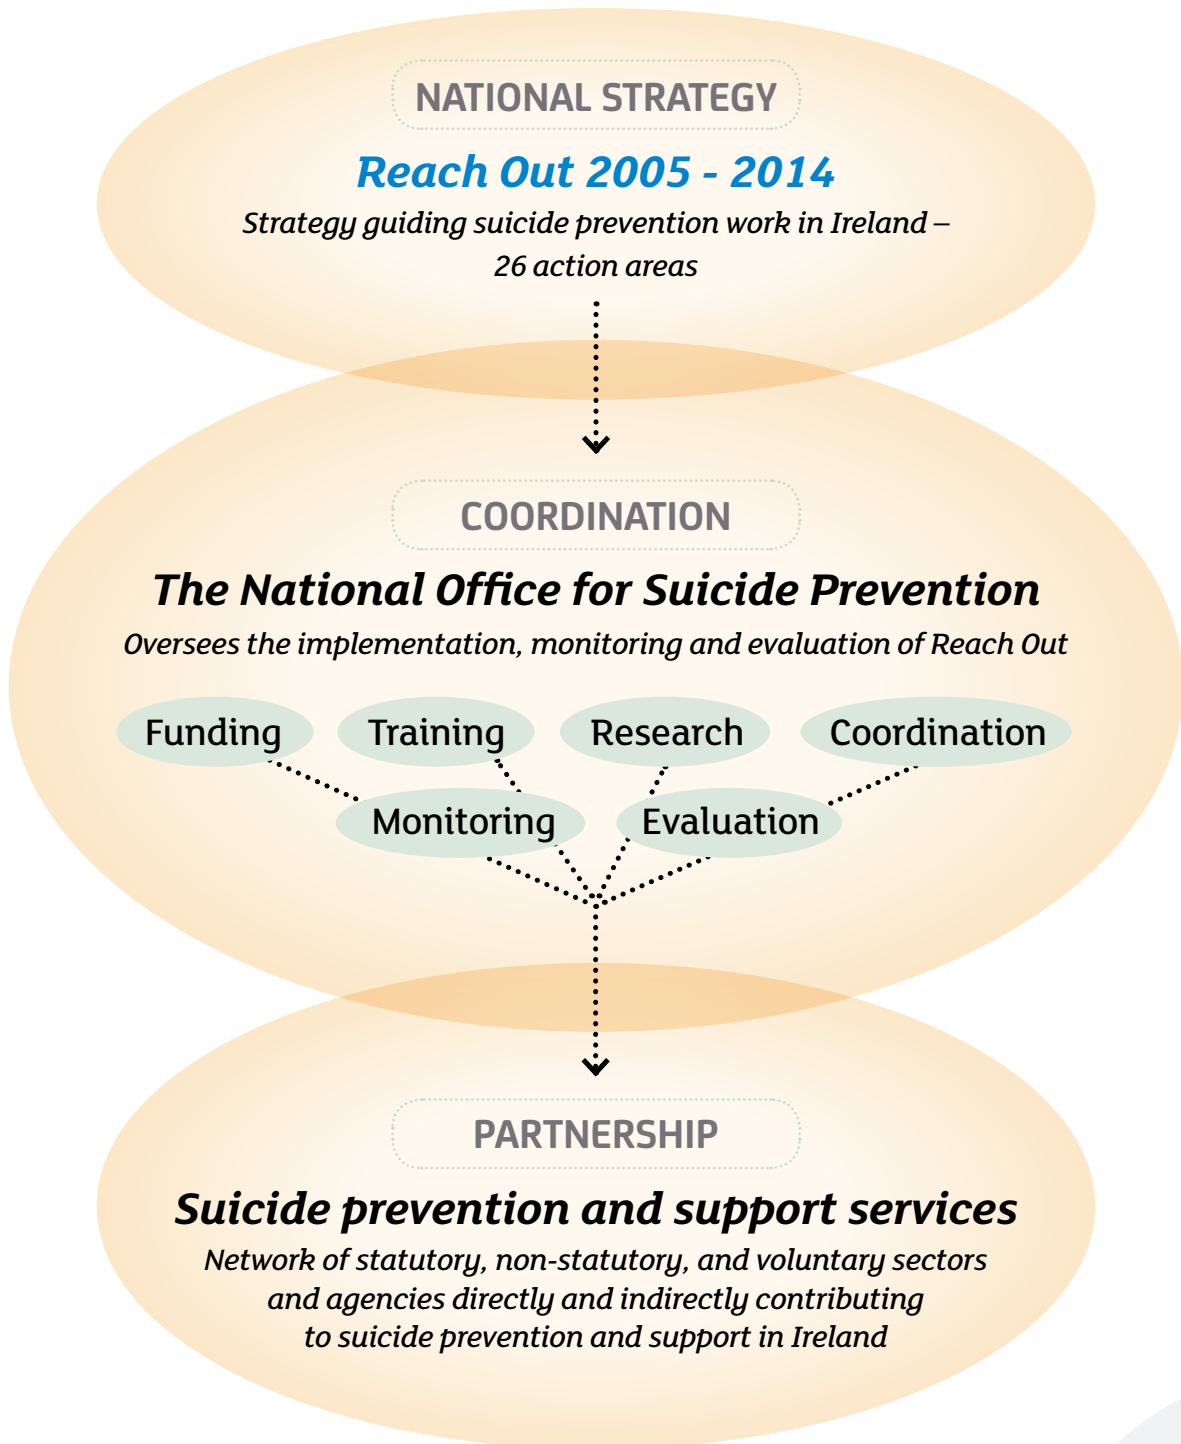 NATIONAL STRATEGY
Reach Out 2005 - 2014
Strategy guiding suicide prevention work in Ireland –
26 action areas
COORDINATION
The National Office for Suicide Prevention
Oversees the implementation, monitoring and evaluation of Reach Out
Funding Training Research Coordination
Monitoring Evaluation
PARTNERSHIP
Suicide prevention and support services
Network of statutory, non-statutory, and voluntary sectors
and agencies directly and indirectly contributing
to suicide prevention and support in Ireland